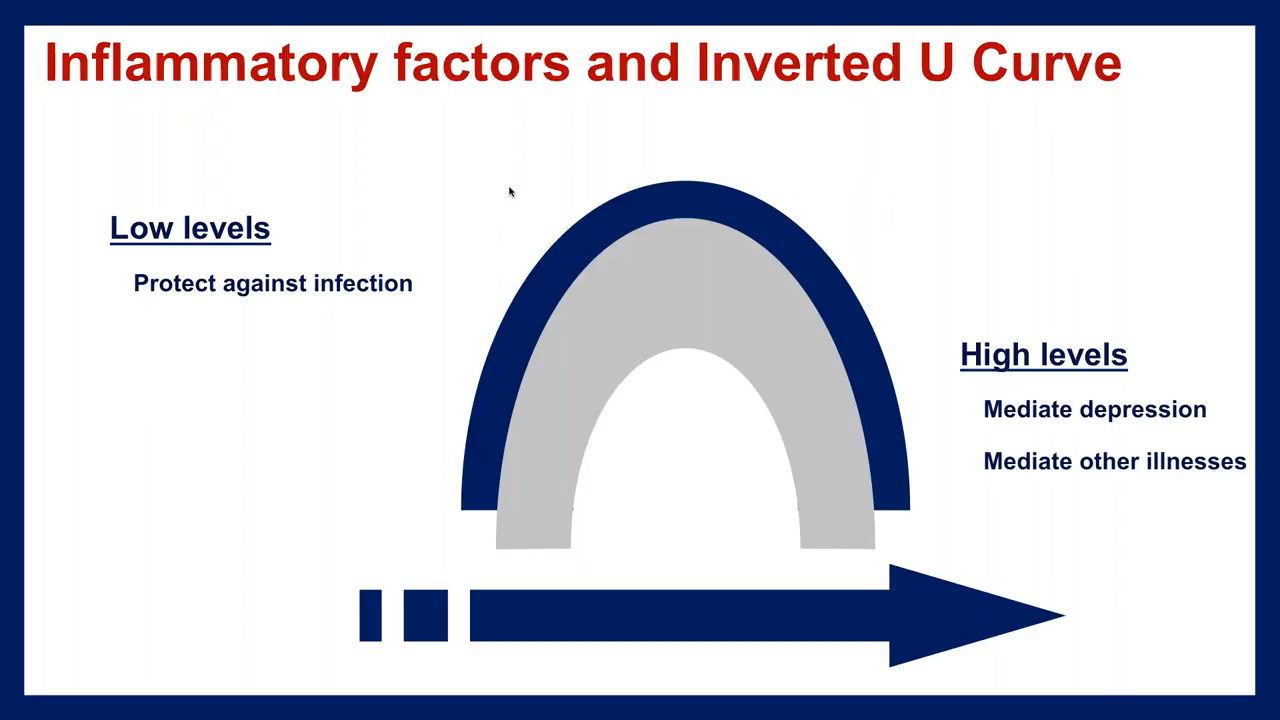 Inflammatory factors and Inverted U Curve
Low levels
Protect against infection
High levels
Mediate depression
Mediate other illnesses